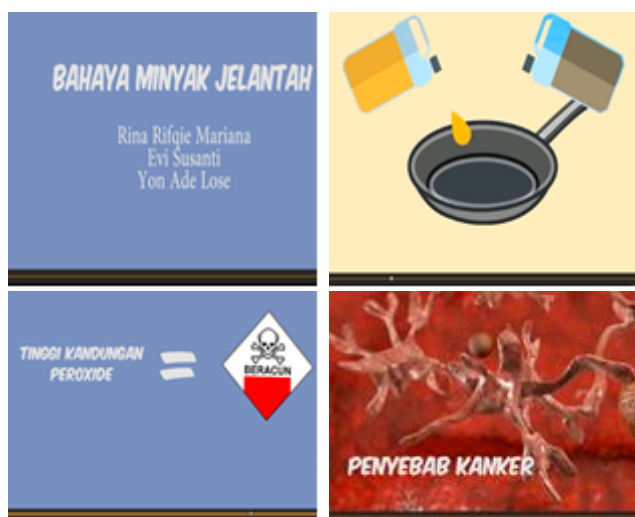 BAHAYA MINYAK JELANTAH
Rina Rifqie Mariana
Evi Susanti
Yon Ade Lose
TINGGI KANDUNGAN
PEROXIDE
=
BERACUN
PENYEBAB KANKER